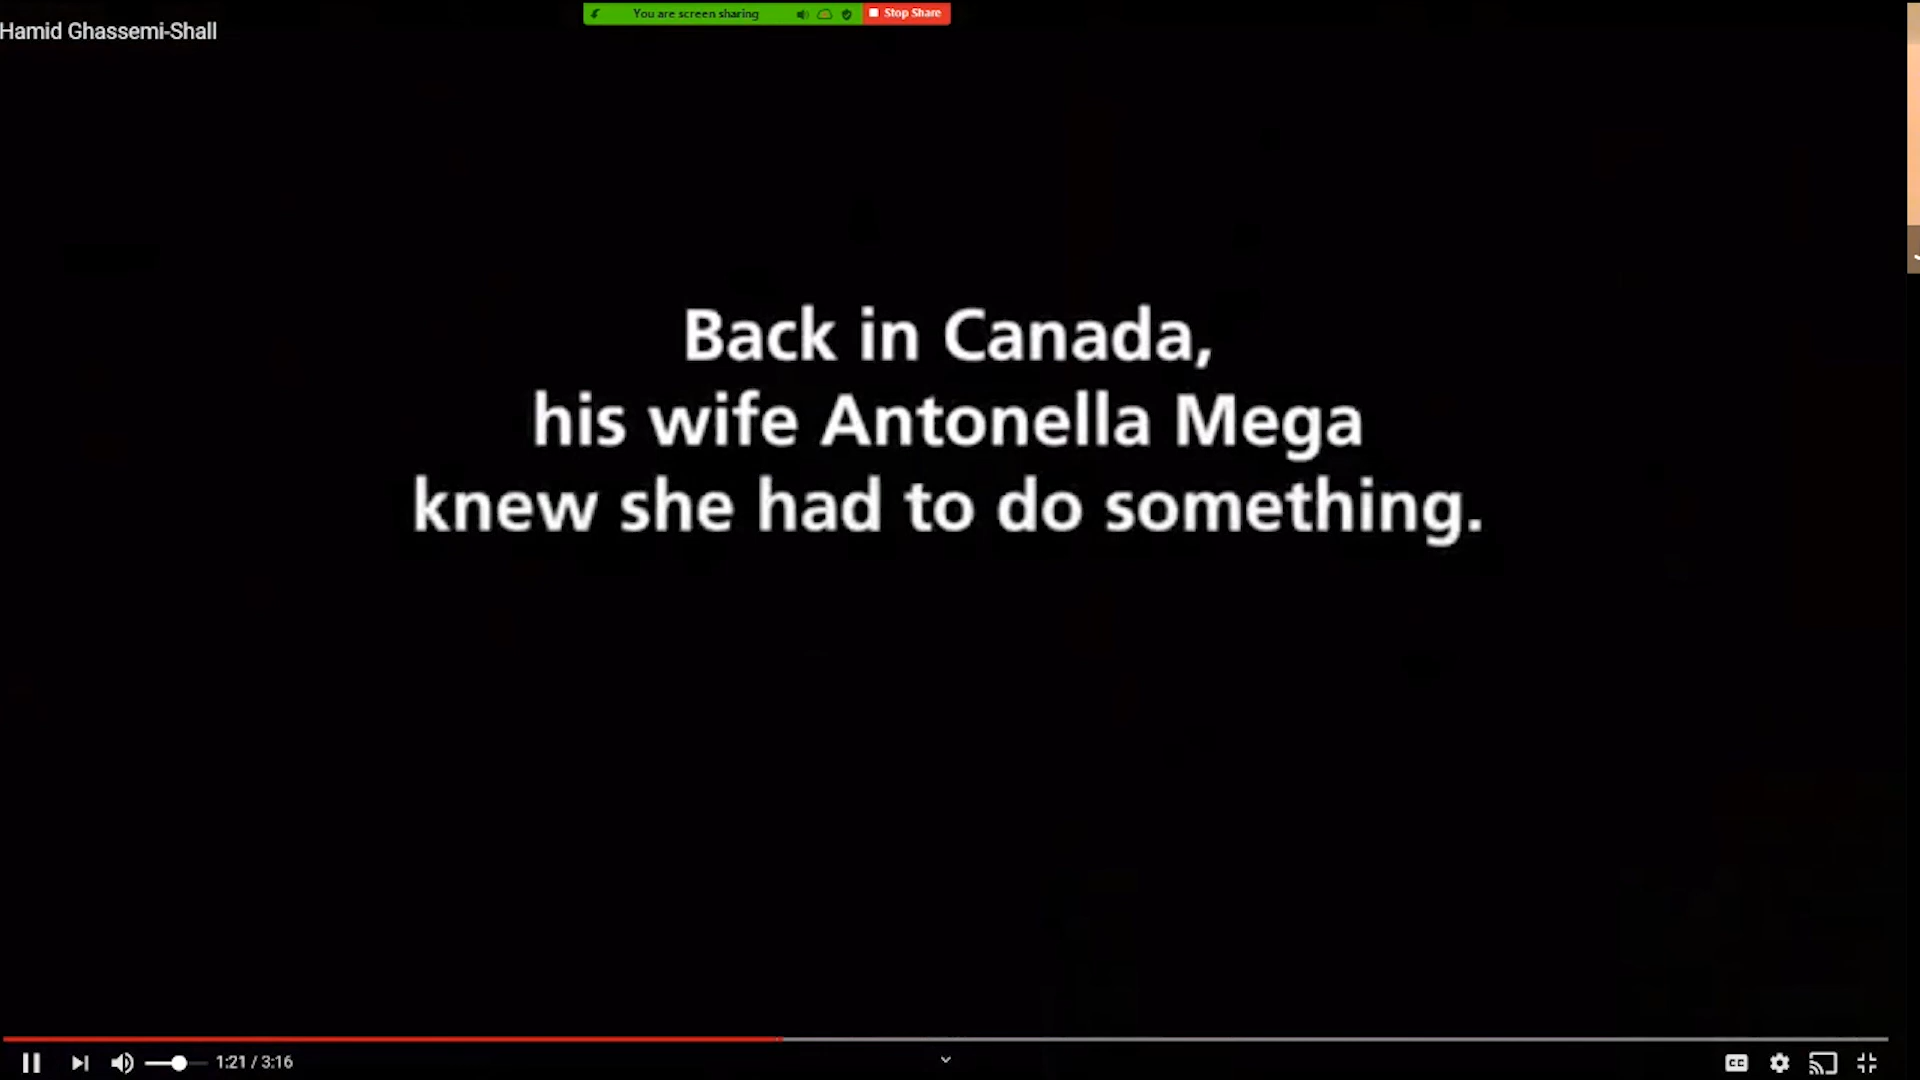 You are screen sharing
Stop Share
Hamid Ghassemi-Shall
Back in Canada,
his wife Antonella Mega
knew she had to do something.
1:21 / 3:16
CC